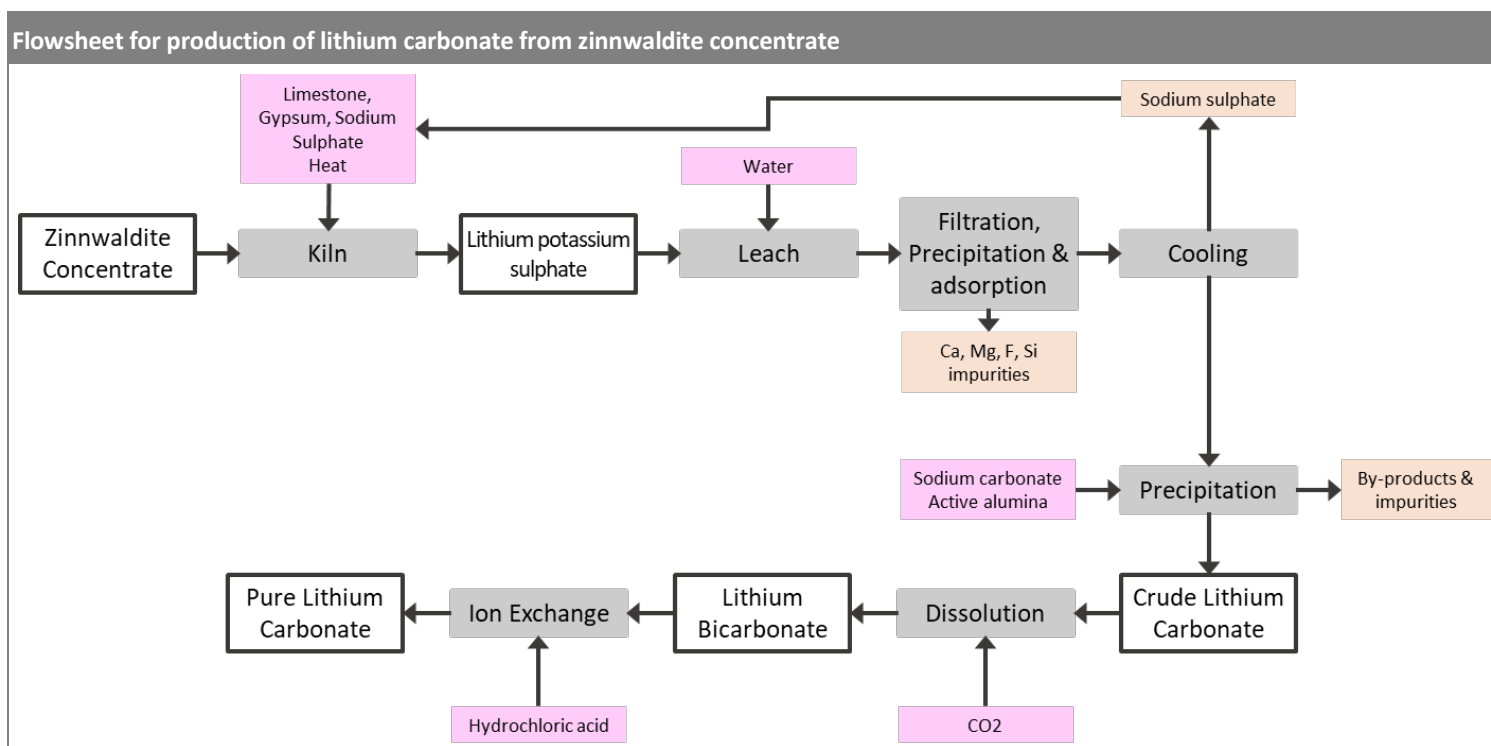 Flowsheet for production of lithium carbonate from zinnwaldite concentrate
Limestone,
Gypsum, Sodium
Sulphate
Heat
Sodium sulphate
Water
Zinnwaldite
Concentrate
Kiln
Lithium potassium
sulphate
Leach
Filtration,
Precipitation &
adsorption
Cooling
Ca, Mg, F, Si
impurities
Sodium carbonate
Active alumina
Precipitation
By-products &
impurities
Pure Lithium
Carbonate
Ion Exchange
Lithium
Bicarbonate
Dissolution
Crude Lithium
Carbonate
Hydrochloric acid
CO2